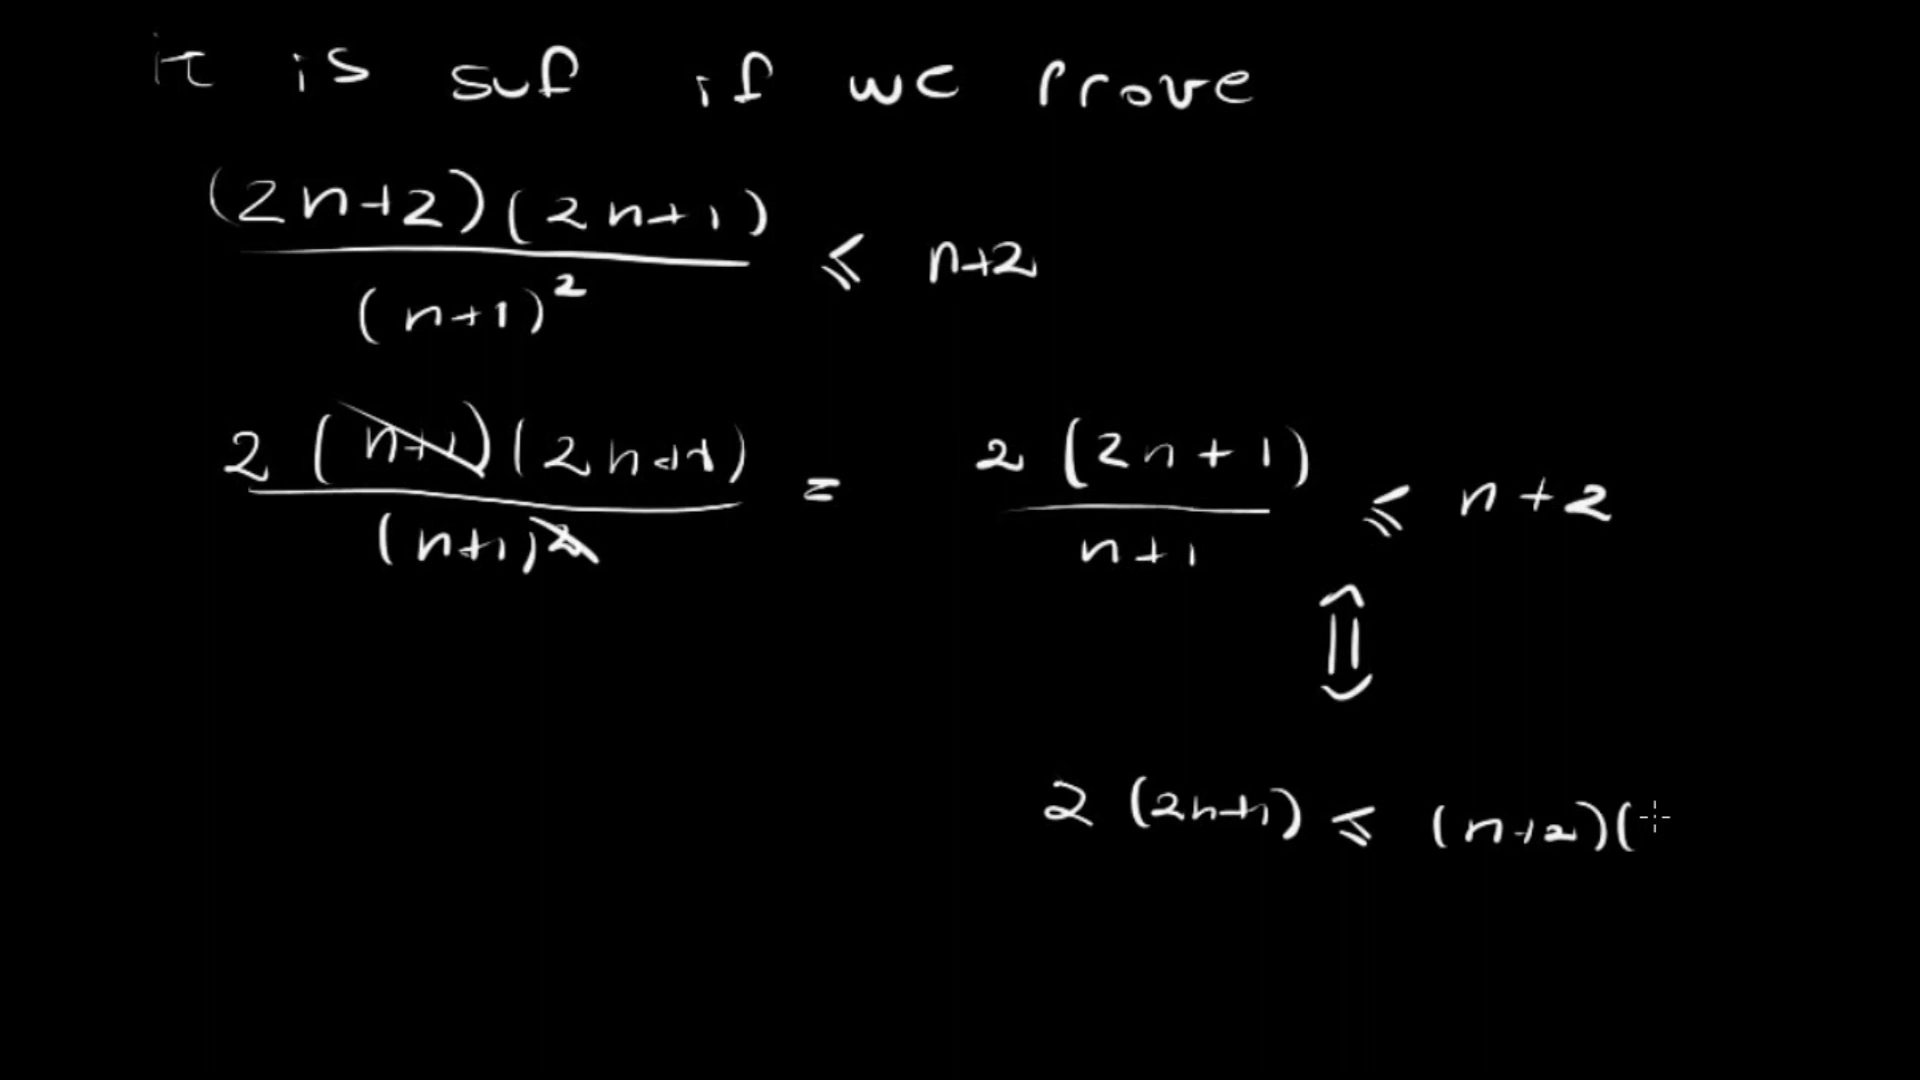 it is suf if we prove
(2n+2)(2n+1)/(n+1)² ≤ n+2
2(n+1)(2n+1)/(n+1)² = 2(2n+1)/n+1 ≤ n+2
⇕
2(2n+1) ≤ (n+2)(